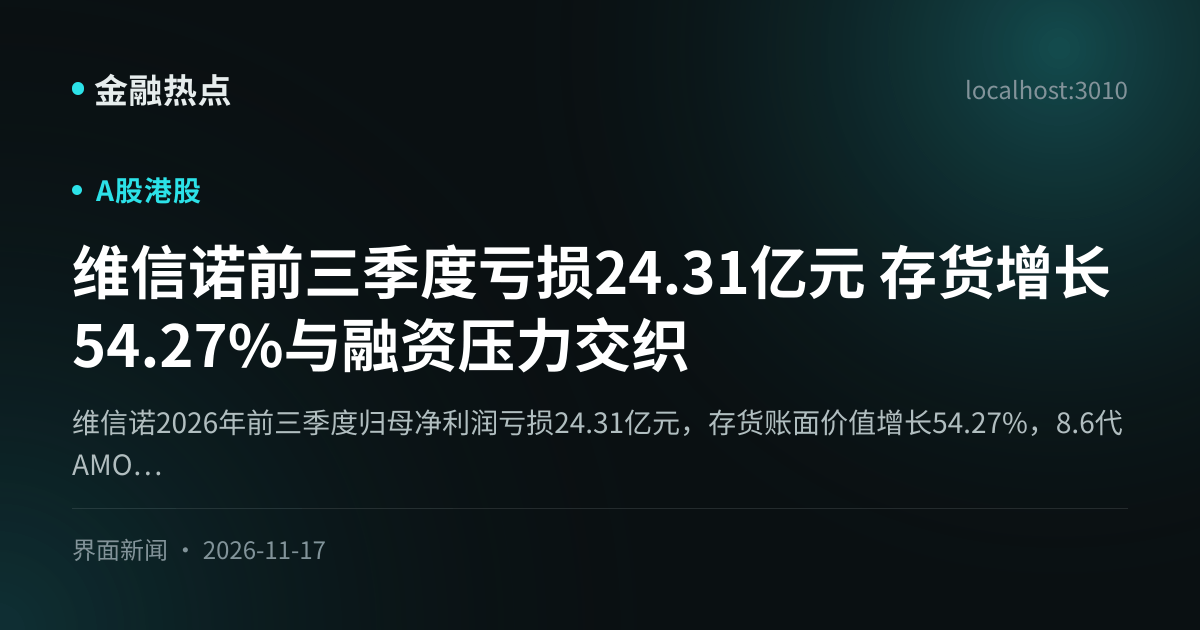 金融热点
localhost:3010
A股港股
维信诺前三季度亏损24.31亿元 存货增长
54.27%与融资压力交织
维信诺2026年前三季度归母净利润亏损24.31亿元，存货账面价值增长54.27%，8.6代
AMO…
界面新闻 • 2026-11-17